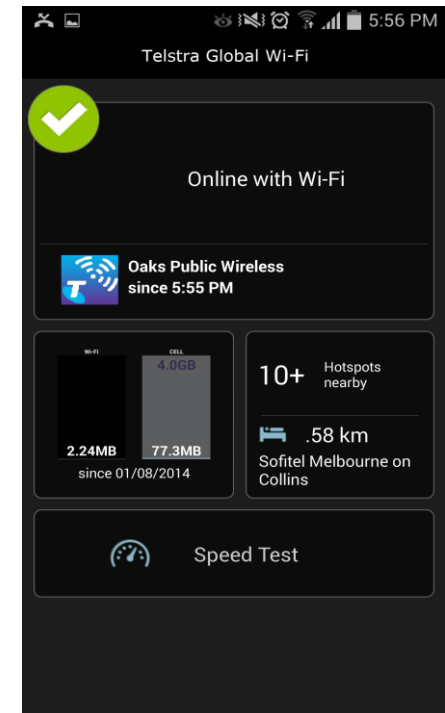 5:56 PM
Telstra Global Wi-Fi
Online with Wi-Fi
T
Oaks Public Wireless
since 5:55 PM
Wi-Fi CELL
4.0GB
2.24MB 77.3MB
since 01/08/2014
10+ Hotspots
nearby
.58 km
Sofitel Melbourne on
Collins
Speed Test